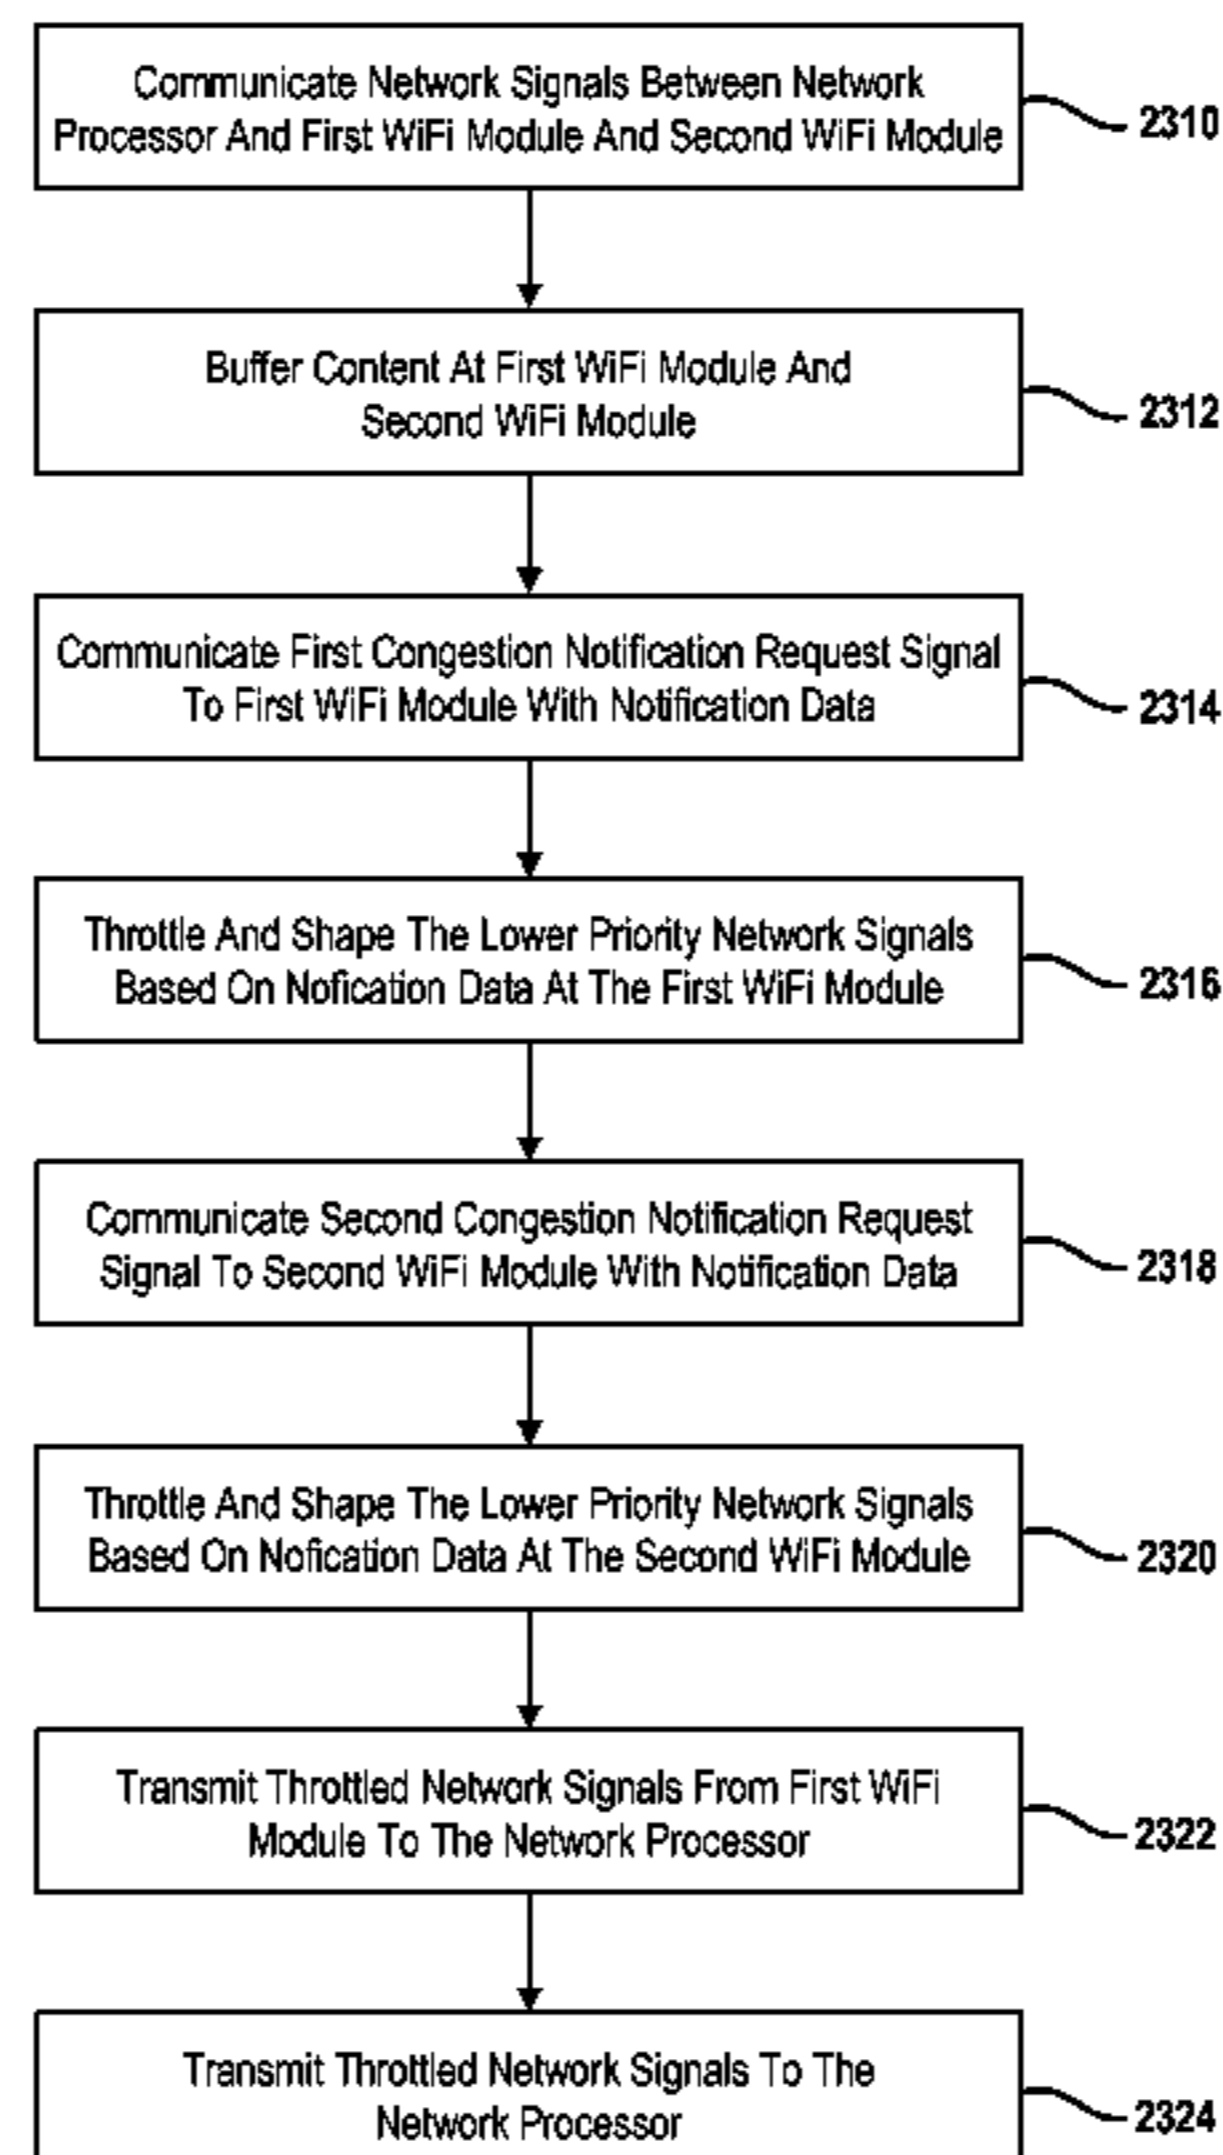 Communicate Network Signals Between Network
Processor And First WiFi Module And Second WiFi Module
2310
Buffer Content At First WiFi Module And
Second WiFi Module
2312
Communicate First Congestion Notification Request Signal
To First WiFi Module With Notification Data
2314
Throttle And Shape The Lower Priority Network Signals
Based On Nofication Data At The First WiFi Module
2316
Communicate Second Congestion Notification Request
Signal To Second WiFi Module With Notification Data
2318
Throttle And Shape The Lower Priority Network Signals
Based On Nofication Data At The Second WiFi Module
2320
Transmit Throttled Network Signals From First WiFi
Module To The Network Processor
2322
Transmit Throttled Network Signals To The
Network Processor
2324